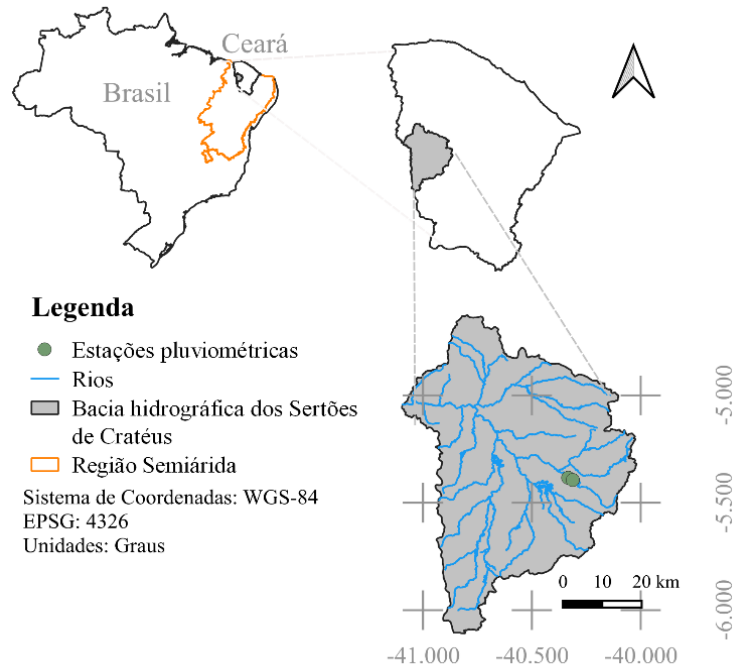 Ceará
Brasil
Legenda
Estações pluviométricas
Rios
Bacia hidrográfica dos Sertões
de Cratéus
Região Semiárida
Sistema de Coordenadas: WGS-84
EPSG: 4326
Unidades: Graus
-5.000
-5.500
-6.000
0 10 20 km
-41.000 -40.500 -40.000